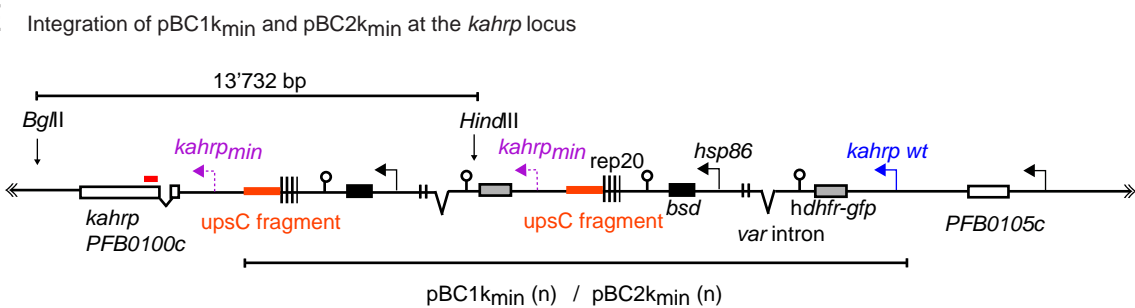 Integration of pBC1kmin and pBC2kmin at the kahrp locus
13'732 bp
BglII
HindIII
kahrpmin
kahrpmin
rep20
hsp86
kahrp wt
kahrp
PFB0100c
upsC fragment
upsC fragment
bsd
var intron
hdhfr-gfp
PFB0105c
pBC1kmin (n) / pBC2kmin (n)